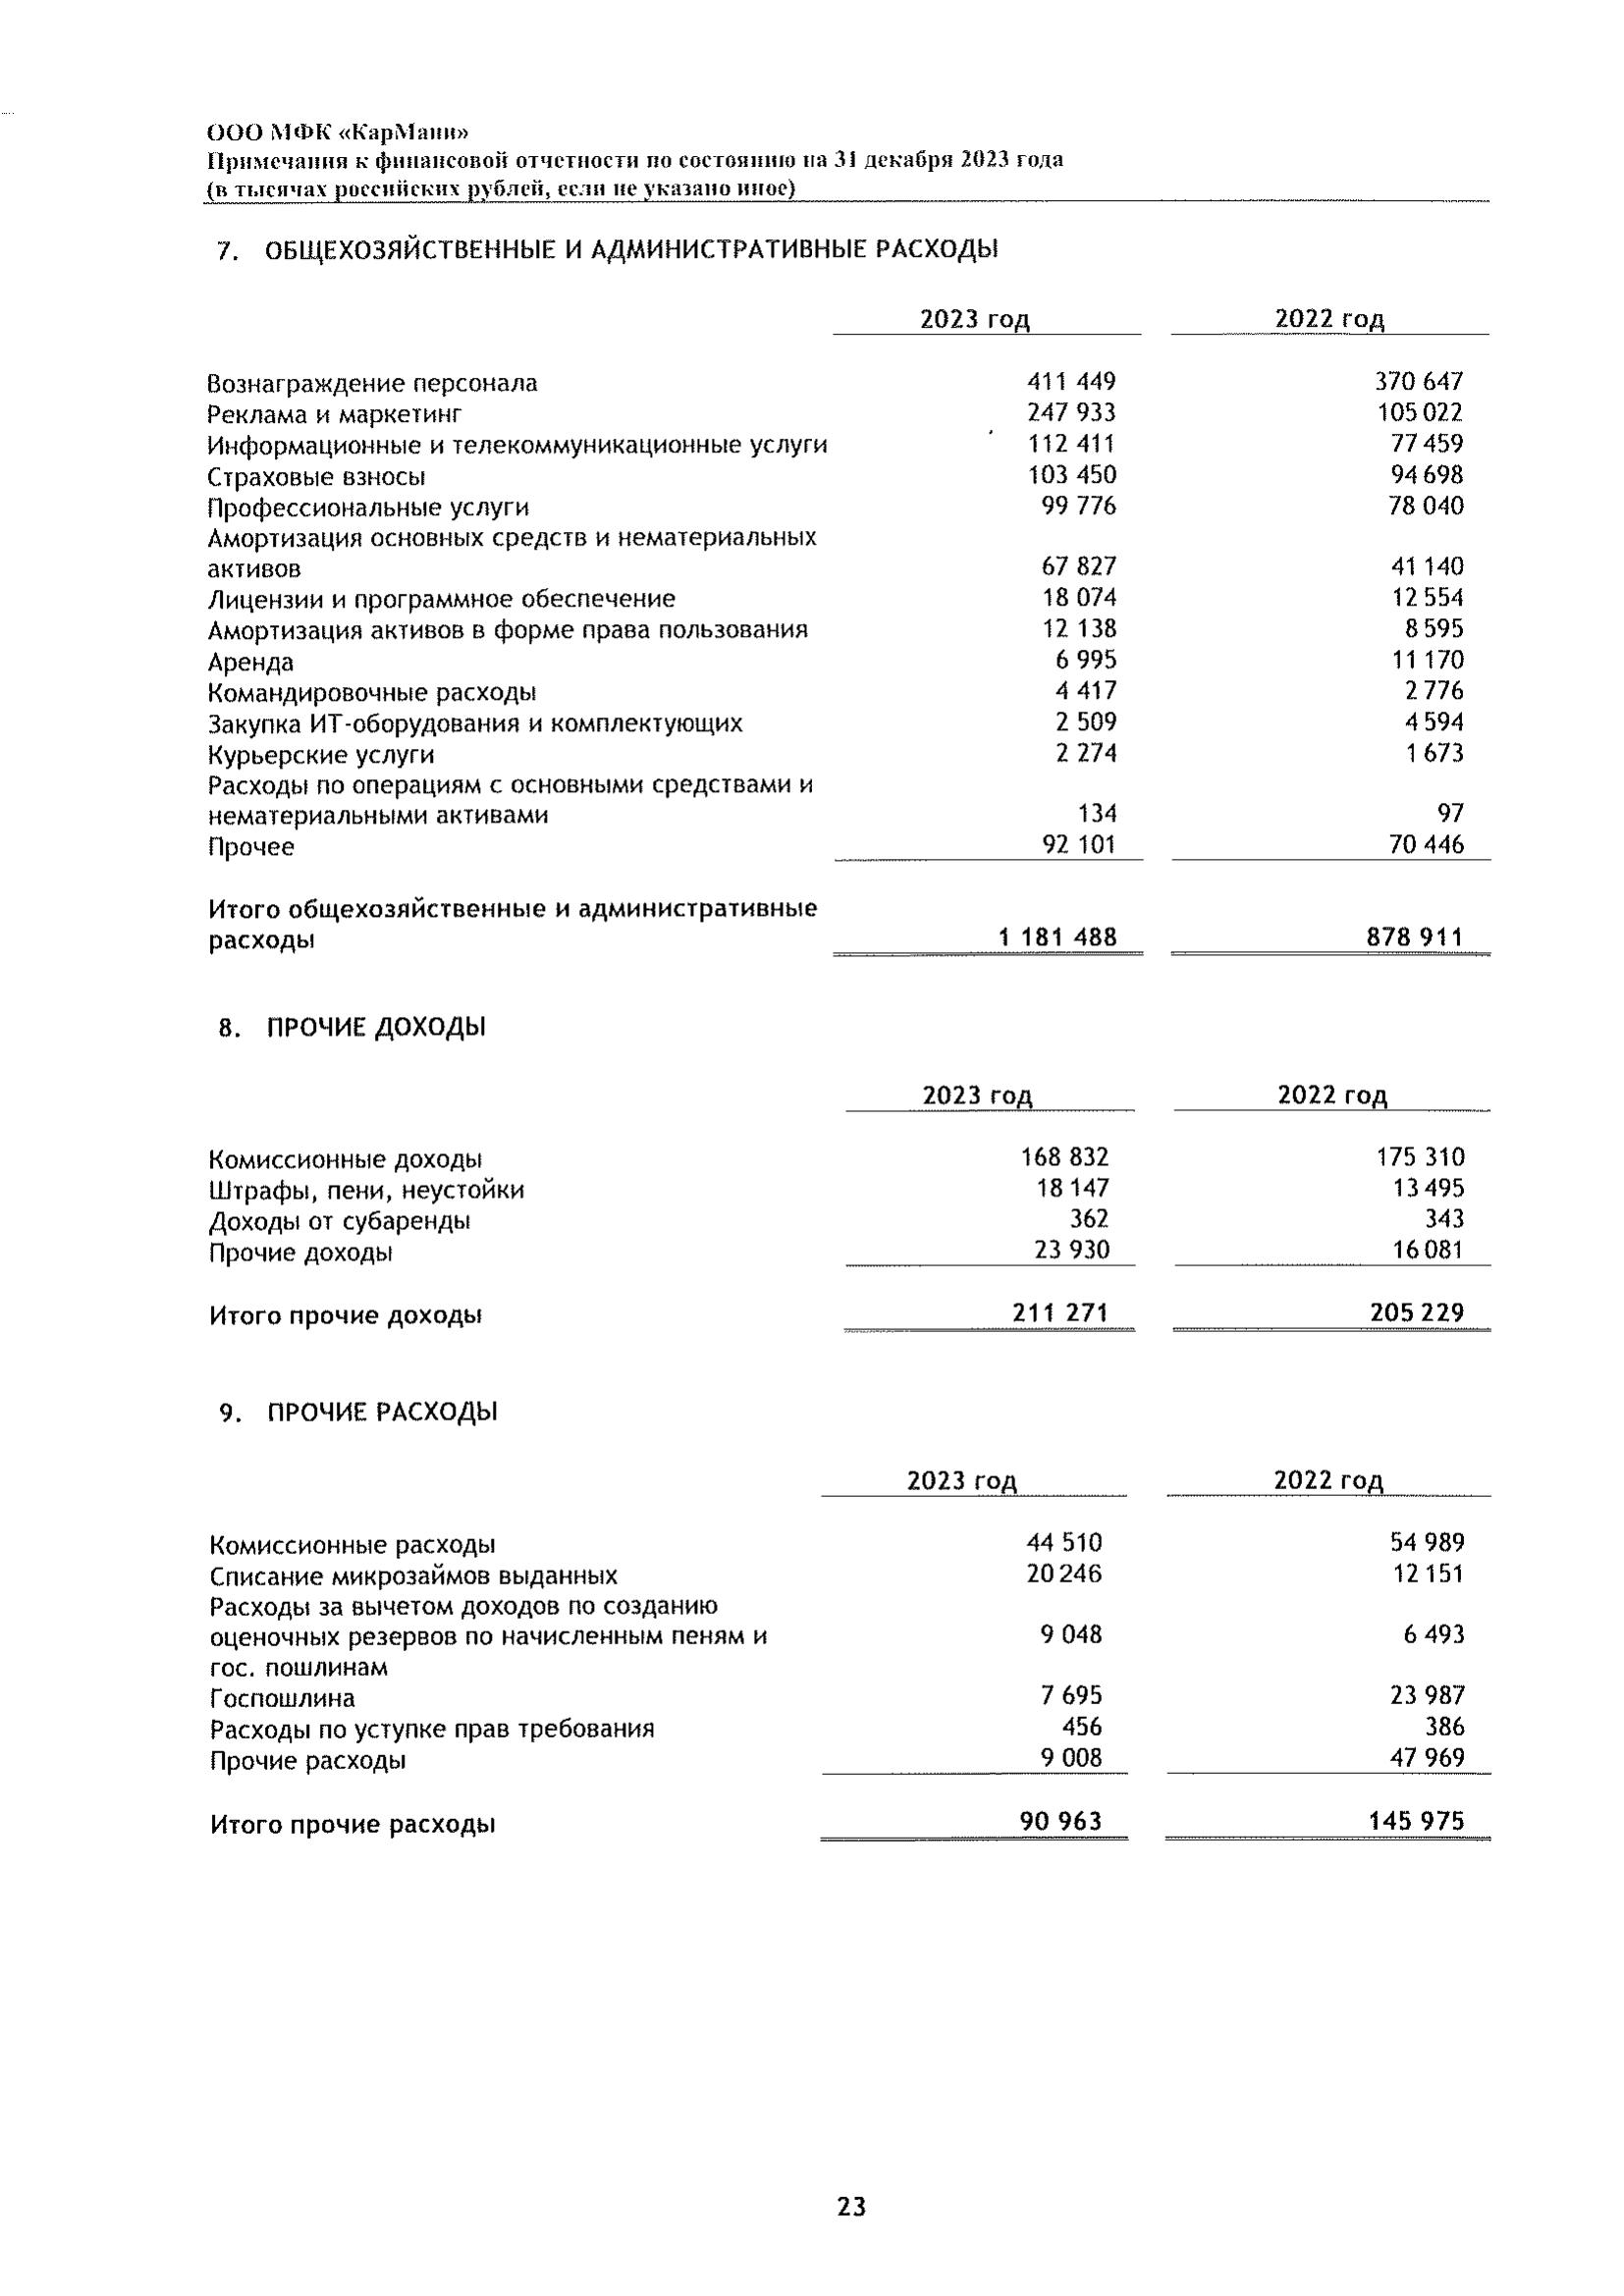 ООО МФК «КарМани»
Примечания к финансовой отчетности по состоянию на 31 декабря 2023 года
(в тысячах российских рублей, если не указано иное)
7. ОБЩЕХОЗЯЙСТВЕННЫЕ И АДМИНИСТРАТИВНЫЕ РАСХОДЫ
2023 год 2022 год
Вознаграждение персонала 411 449 370 647
Реклама и маркетинг 247 933 105 022
Информационные и телекоммуникационные услуги 112 411 77 459
Страховые взносы 103 450 94 698
Профессиональные услуги 99 776 78 040
Амортизация основных средств и нематериальных
активов 67 827 41 140
Лицензии и программное обеспечение 18 074 12 554
Амортизация активов в форме права пользования 12 138 8 595
Аренда 6 995 11 170
Командировочные расходы 4 417 2 776
Закупка ИТ-оборудования и комплектующих 2 509 4 594
Курьерские услуги 2 274 1 673
Расходы по операциям с основными средствами и
нематериальными активами 134 97
Прочее 92 101 70 446
Итого общехозяйственные и административные
расходы 1 181 488 878 911
8. ПРОЧИЕ ДОХОДЫ
2023 год 2022 год
Комиссионные доходы 168 832 175 310
Штрафы, пени, неустойки 18 147 13 495
Доходы от субаренды 362 343
Прочие доходы 23 930 16 081
Итого прочие доходы 211 271 205 229
9. ПРОЧИЕ РАСХОДЫ
2023 год 2022 год
Комиссионные расходы 44 510 54 989
Списание микрозаймов выданных 20 246 12 151
Расходы за вычетом доходов по созданию
оценочных резервов по начисленным пеням и 9 048 6 493
гос. пошлинам
Госпошлина 7 695 23 987
Расходы по уступке прав требования 456 386
Прочие расходы 9 008 47 969
Итого прочие расходы 90 963 145 975
23